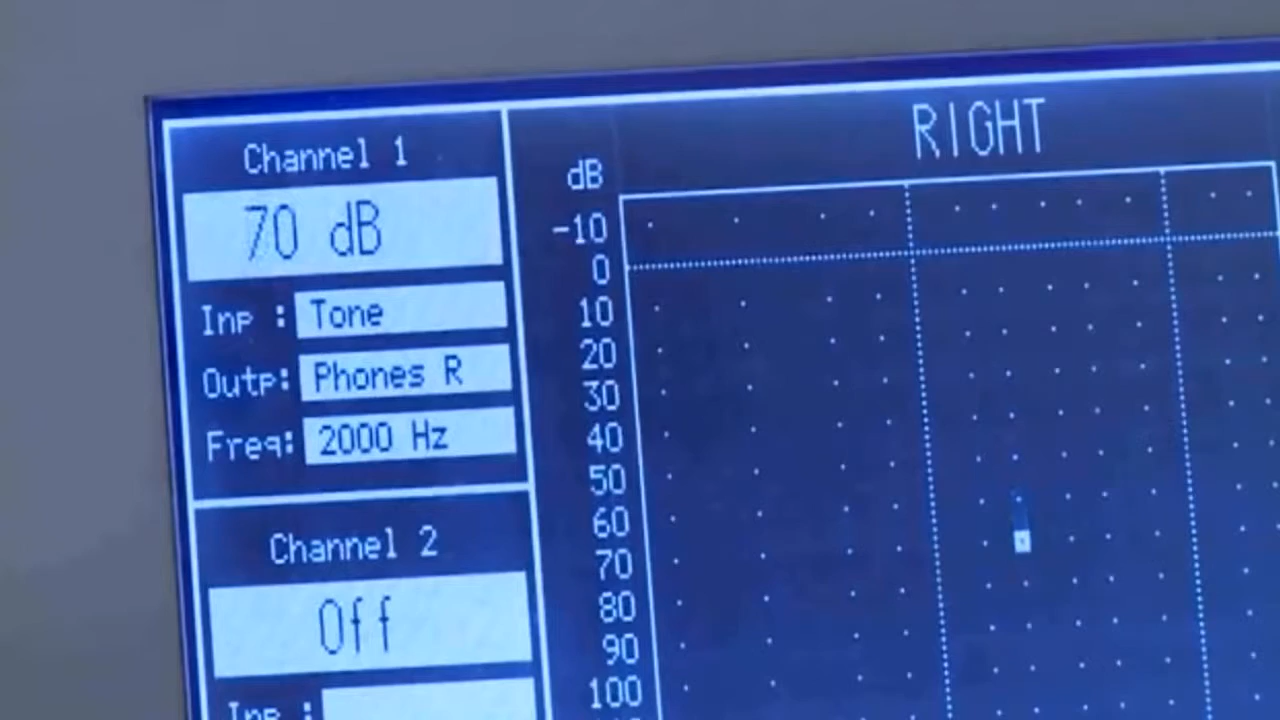 Channel 1
70 dB
Inp : Tone
Outp: Phones R
Freq: 2000 Hz
Channel 2
Off
Inp :
RIGHT
dB
-10
0
10
20
30
40
50
60
70
80
90
100